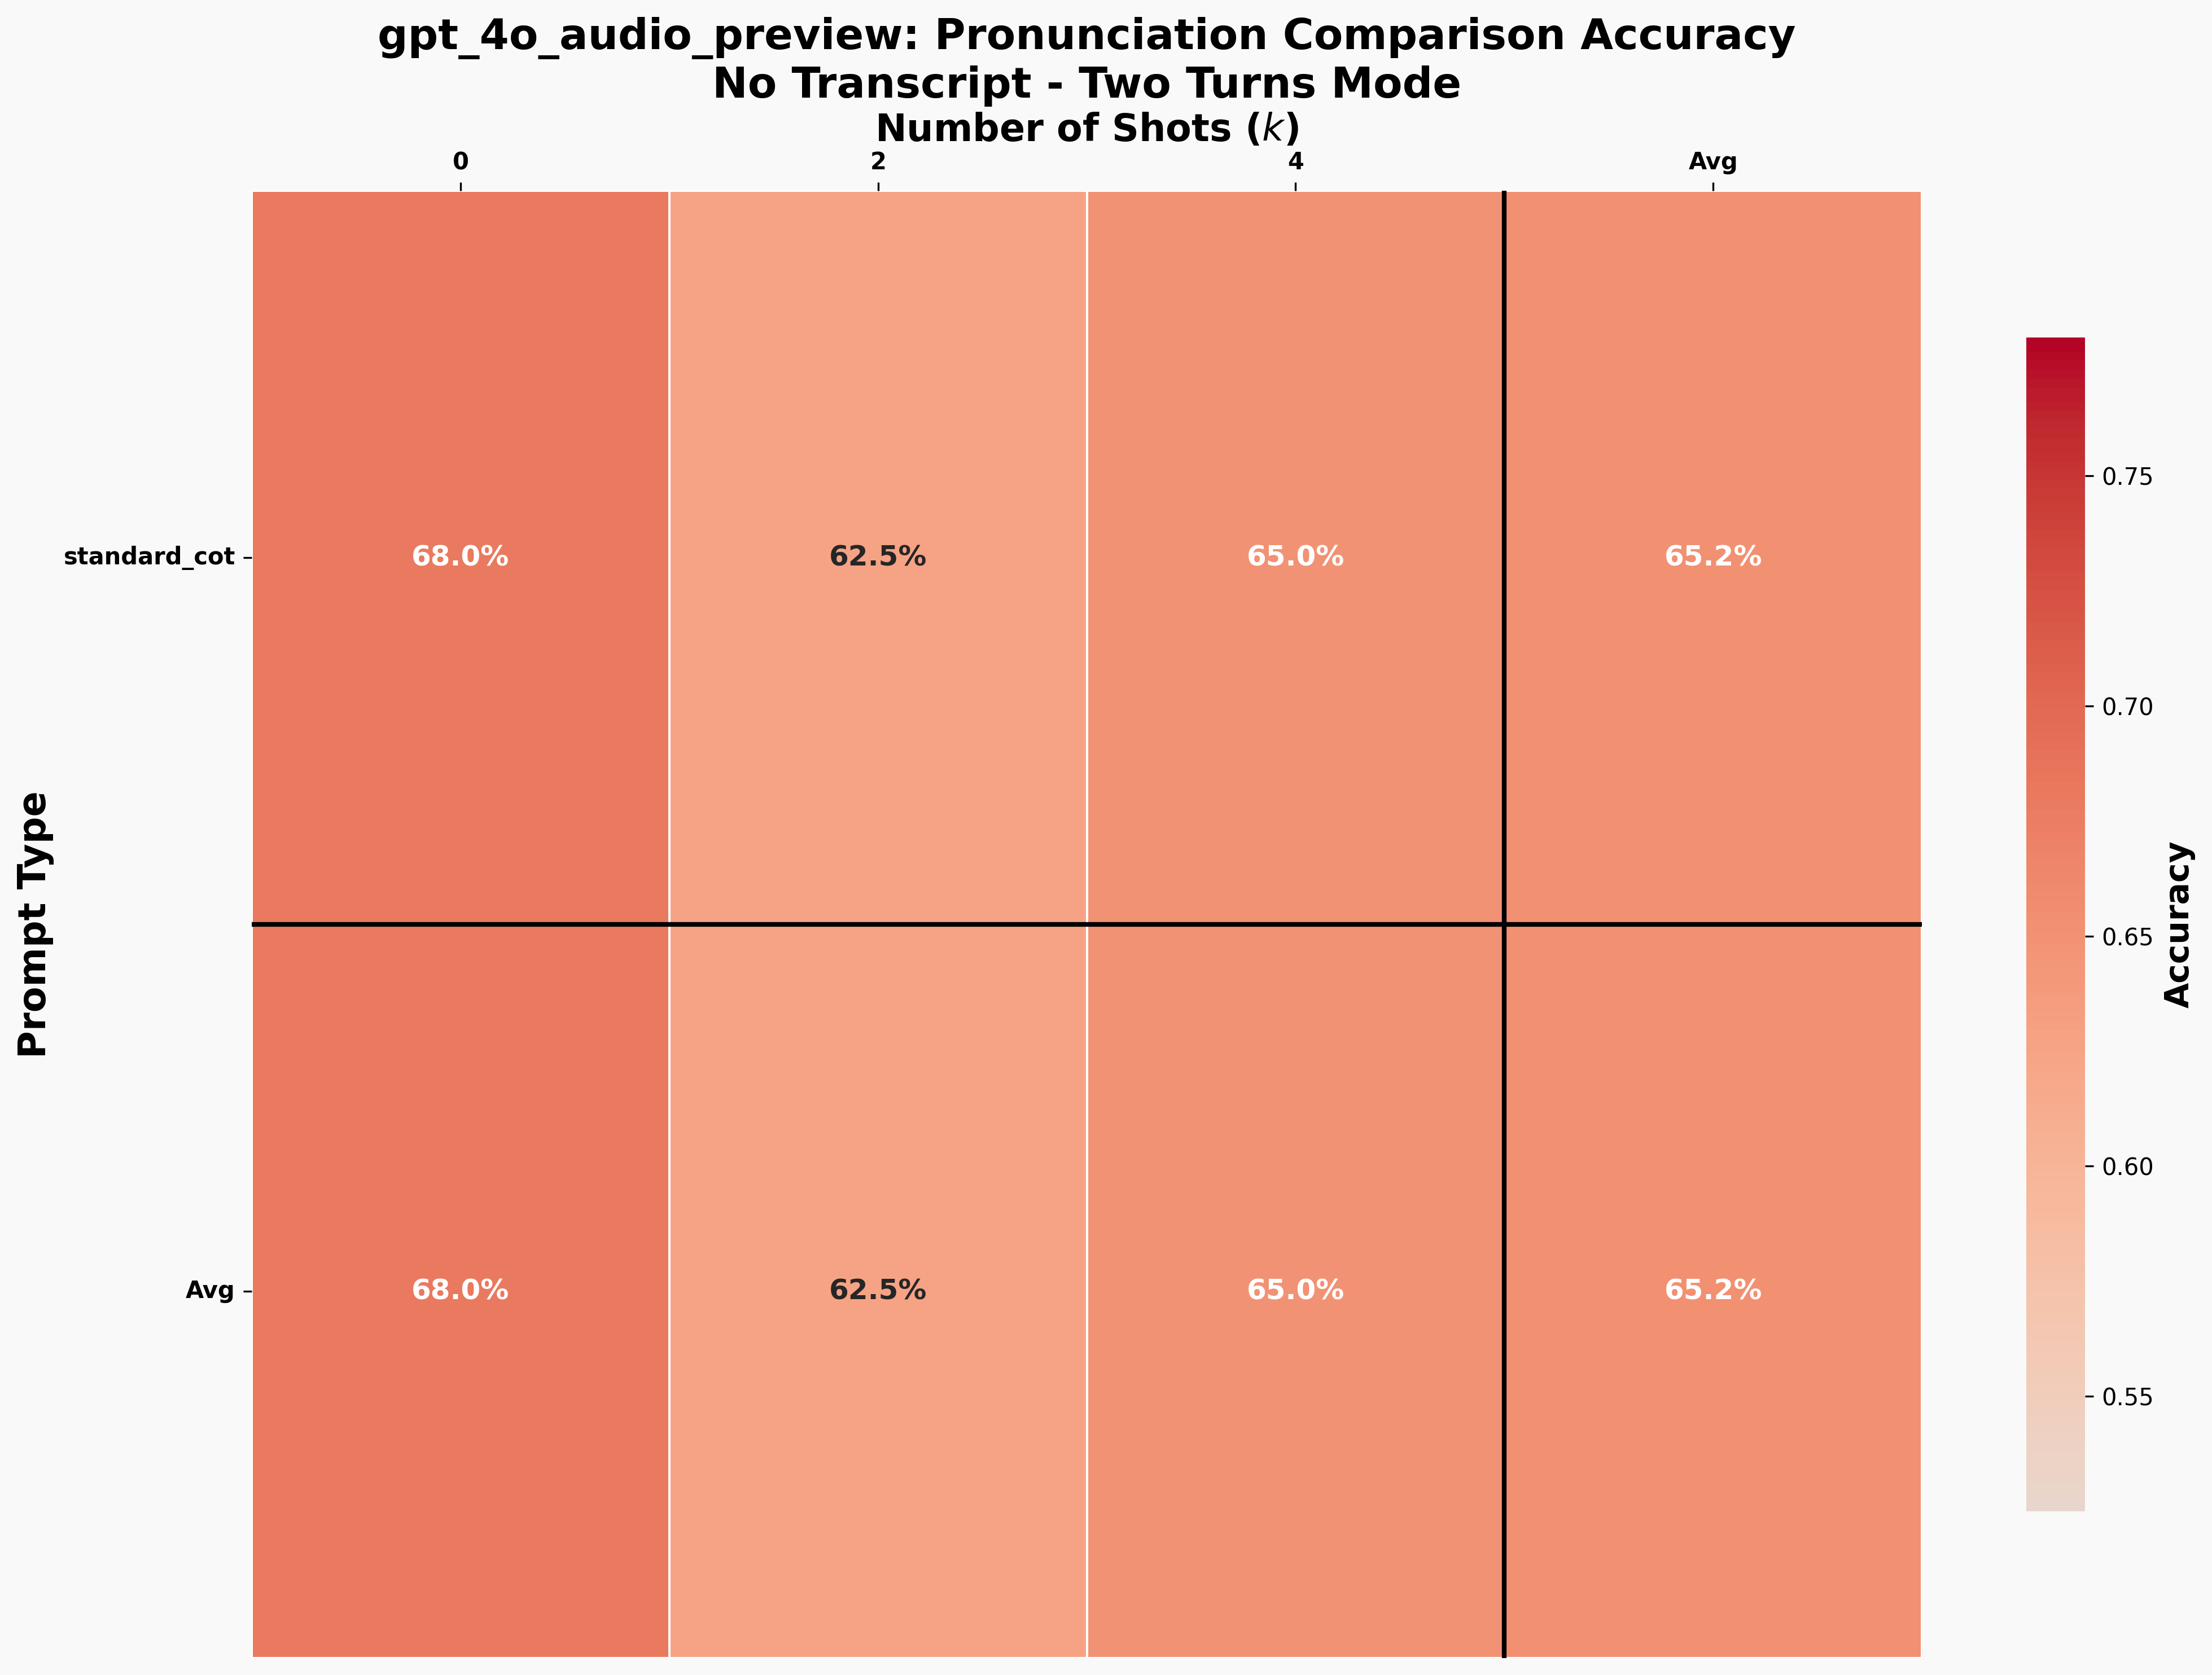 gpt_4o_audio_preview: Pronunciation Comparison Accuracy
No Transcript - Two Turns Mode
Number of Shots (k)
0 2 4 Avg
standard_cot 68.0% 62.5% 65.0% 65.2%
Avg 68.0% 62.5% 65.0% 65.2%
Prompt Type
0.75
0.70
0.65
0.60
0.55
Accuracy